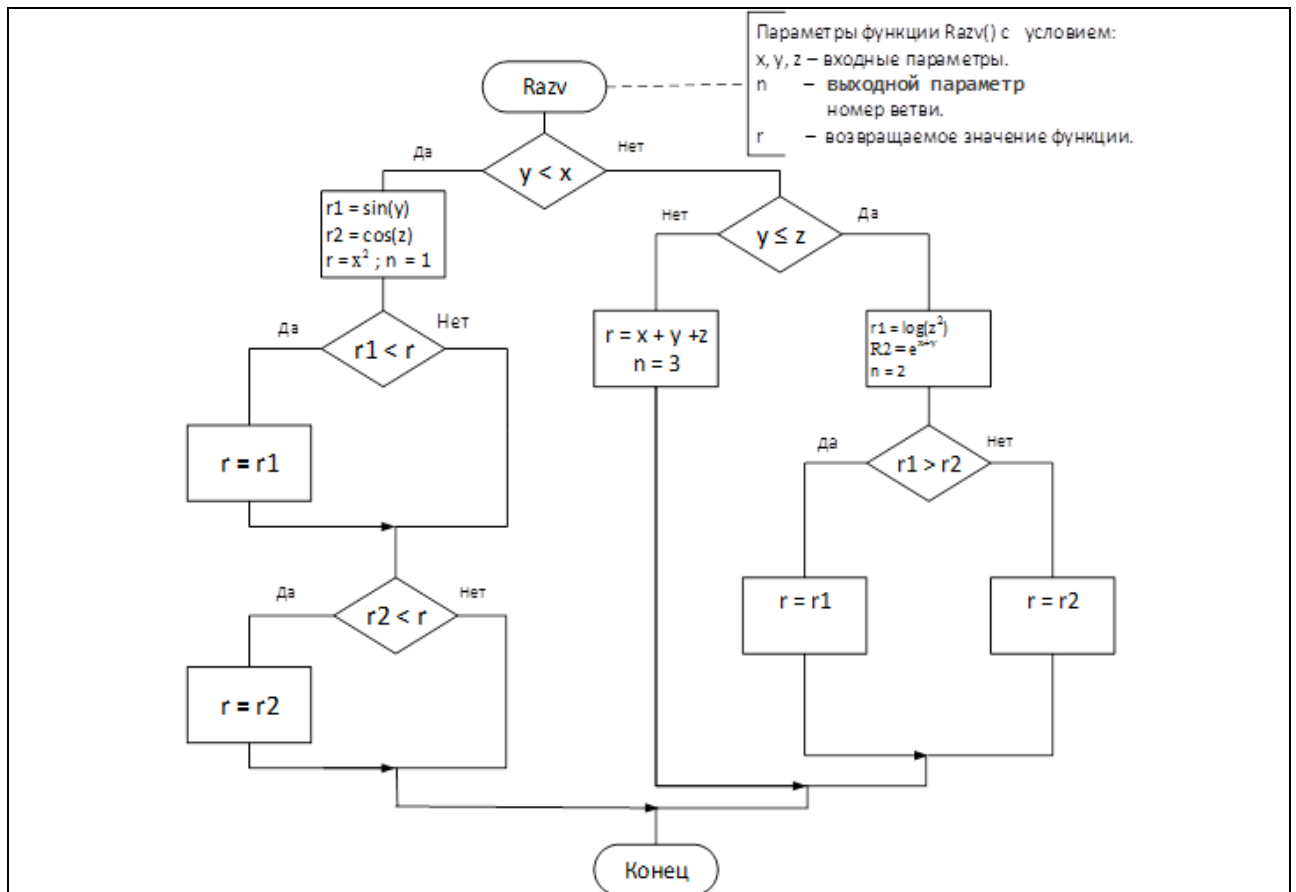 Параметры функции Razv() с условием:
x, y, z – входные параметры.
n – выходной параметр
номер ветви.
r – возвращаемое значение функции.
Razv
Да
y < x
Нет
r1 = sin(y)
r2 = cos(z)
r = x² ; n = 1
Нет
y ≤ z
Да
Да
r1 < r
Нет
r = x + y +z
n = 3
r1 = log(z²)
R2 = eˣ⁺ʸ
n = 2
r = r1
Да
r1 > r2
Нет
Да
r2 < r
Нет
r = r1
r = r2
r = r2
Конец